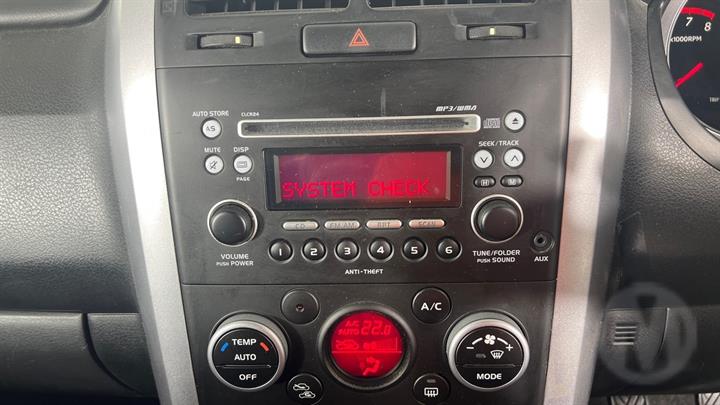 7 8
x1000RPM
TRIP
AUTO STORE
AS
CLCR24
MP3/WMA
MUTE
DISP
PAGE
SEEK/TRACK
SYSTEM CHECK
H
M
CD
FM/AM
RPT
SCAN
VOLUME
PUSH POWER
1 2 3 4 5 6
ANTI-THEFT
TUNE/FOLDER
PUSH SOUND
AUX
A/C
A/C
AUTO
22.0
TEMP
AUTO
OFF
- +
MODE
M